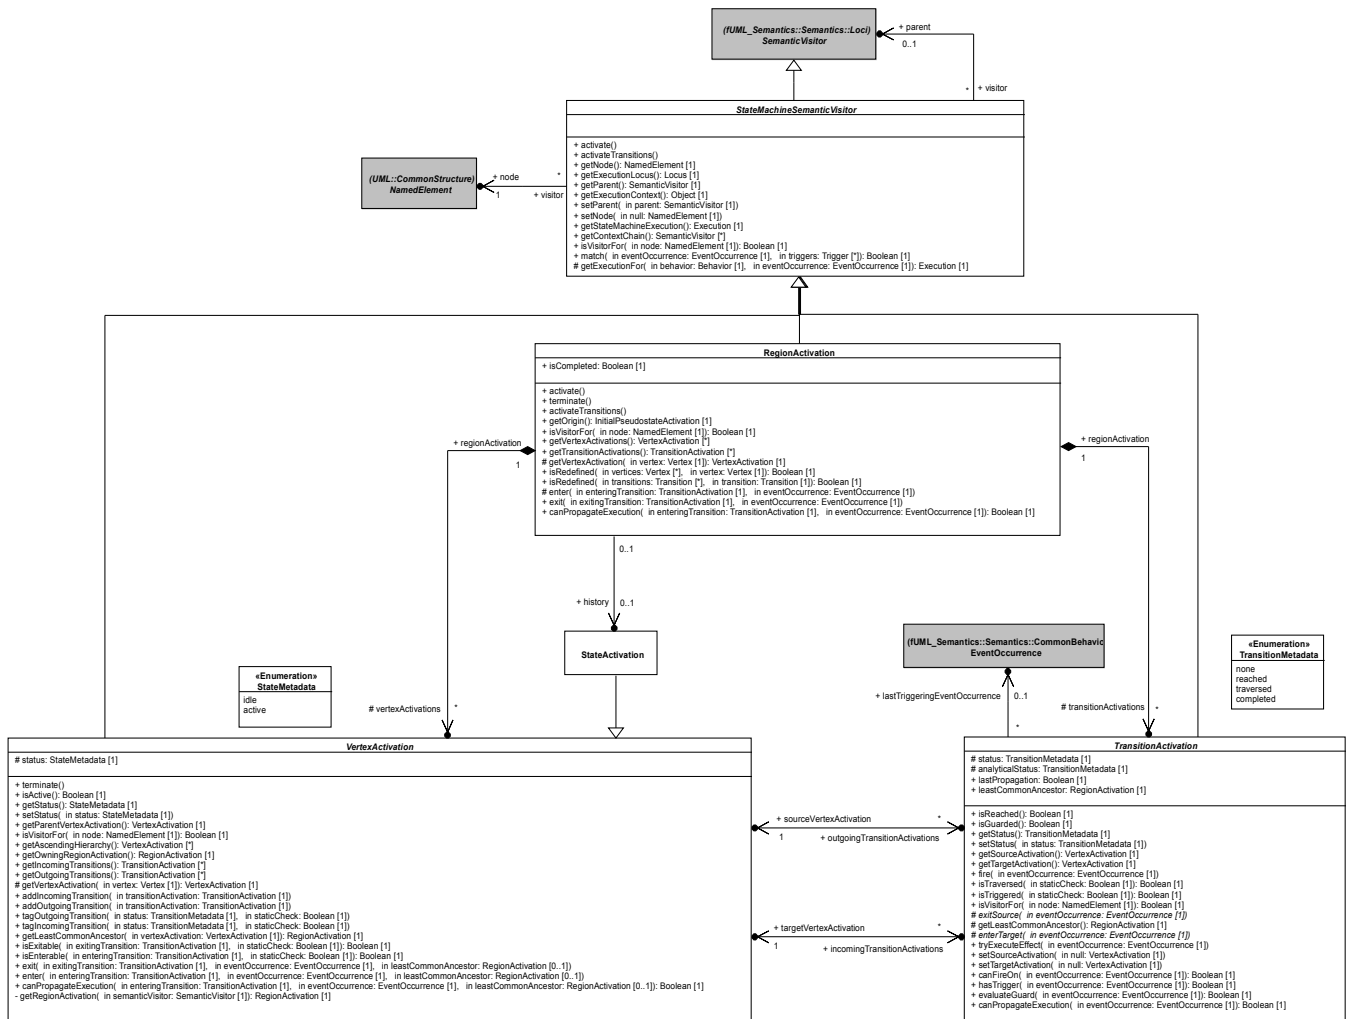 (fUML_Semantics::Semantics::Loci)
SemanticVisitor
+ parent
0..1
* + visitor
StateMachineSemanticVisitor
+ activate()
+ activateTransitions()
+ getNode(): NamedElement [1]
+ getExecutionLocus(): Locus [1]
+ getParent(): SemanticVisitor [1]
+ getExecutionContext(): Object [1]
+ setParent( in parent: SemanticVisitor [1])
+ setNode( in null: NamedElement [1])
+ getStateMachineExecution(): Execution [1]
+ getContextChain(): SemanticVisitor [*]
+ isVisitorFor( in node: NamedElement [1]): Boolean [1]
+ match( in eventOccurrence: EventOccurrence [1], in triggers: Trigger [*]): Boolean [1]
# getExecutionFor( in behavior: Behavior [1], in eventOccurrence: EventOccurrence [1]): Execution [1]
(UML::CommonStructure)
NamedElement
+ node *
1 + visitor
RegionActivation
+ isCompleted: Boolean [1]
+ activate()
+ terminate()
+ activateTransitions()
+ getOrigin(): InitialPseudostateActivation [1]
+ isVisitorFor( in node: NamedElement [1]): Boolean [1]
+ getVertexActivations(): VertexActivation [*]
+ getTransitionActivations(): TransitionActivation [*]
# getVertexActivation( in vertex: Vertex [1]): VertexActivation [1]
+ isRedefined( in vertices: Vertex [*], in vertex: Vertex [1]): Boolean [1]
+ isRedefined( in transitions: Transition [*], in transition: Transition [1]): Boolean [1]
# enter( in enteringTransition: TransitionActivation [1], in eventOccurrence: EventOccurrence [1])
+ exit( in exitingTransition: TransitionActivation [1], in eventOccurrence: EventOccurrence [1])
+ canPropagateExecution( in enteringTransition: TransitionActivation [1], in eventOccurrence: EventOccurrence [1]): Boolean [1]
+ regionActivation
1
+ regionActivation
1
0..1
+ history 0..1
StateActivation
(fUML_Semantics::Semantics::CommonBehavic
EventOccurrence
+ lastTriggeringEventOccurrence 0..1
*
«Enumeration»
StateMetadata
idle
active
# vertexActivations *
# transitionActivations *
«Enumeration»
TransitionMetadata
none
reached
traversed
completed
VertexActivation
# status: StateMetadata [1]
+ terminate()
+ isActive(): Boolean [1]
+ getStatus(): StateMetadata [1]
+ setStatus( in status: StateMetadata [1])
+ getParentVertexActivation(): VertexActivation [1]
+ isVisitorFor( in node: NamedElement [1]): Boolean [1]
+ getAscendingHierarchy(): VertexActivation [*]
+ getOwningRegionActivation(): RegionActivation [1]
+ getIncomingTransitions(): TransitionActivation [*]
+ getOutgoingTransitions(): TransitionActivation [*]
# getVertexActivation( in vertex: Vertex [1]): VertexActivation [1]
+ addIncomingTransition( in transitionActivation: TransitionActivation [1])
+ addOutgoingTransition( in transitionActivation: TransitionActivation [1])
+ tagOutgoingTransition( in status: TransitionMetadata [1], in staticCheck: Boolean [1])
+ tagIncomingTransition( in status: TransitionMetadata [1], in staticCheck: Boolean [1])
+ getLeastCommonAncestor( in vertexActivation: VertexActivation [1]): RegionActivation [1]
+ isExitable( in exitingTransition: TransitionActivation [1], in staticCheck: Boolean [1]): Boolean [1]
+ isEnterable( in enteringTransition: TransitionActivation [1], in staticCheck: Boolean [1]): Boolean [1]
+ exit( in exitingTransition: TransitionActivation [1], in eventOccurrence: EventOccurrence [1], in leastCommonAncestor: RegionActivation [0..1])
+ enter( in enteringTransition: TransitionActivation [1], in eventOccurrence: EventOccurrence [1], in leastCommonAncestor: RegionActivation [0..1])
+ canPropagateExecution( in enteringTransition: TransitionActivation [1], in eventOccurrence: EventOccurrence [1], in leastCommonAncestor: RegionActivation [0..1]): Boolean [1]
- getRegionActivation( in semanticVisitor: SemanticVisitor [1]): RegionActivation [1]
+ sourceVertexActivation *
1 + outgoingTransitionActivations
+ targetVertexActivation *
1 + incomingTransitionActivations
TransitionActivation
# status: TransitionMetadata [1]
# analyticalStatus: TransitionMetadata [1]
+ lastPropagation: Boolean [1]
+ leastCommonAncestor: RegionActivation [1]
+ isReached(): Boolean [1]
+ isGuarded(): Boolean [1]
+ getStatus(): TransitionMetadata [1]
+ setStatus( in status: TransitionMetadata [1])
+ getSourceActivation(): VertexActivation [1]
+ getTargetActivation(): VertexActivation [1]
+ fire( in eventOccurrence: EventOccurrence [1])
+ isTraversed( in staticCheck: Boolean [1]): Boolean [1]
+ isTriggered( in staticCheck: Boolean [1]): Boolean [1]
+ isVisitorFor( in node: NamedElement [1]): Boolean [1]
# exitSource( in eventOccurrence: EventOccurrence [1])
# getLeastCommonAncestor(): RegionActivation [1]
# enterTarget( in eventOccurrence: EventOccurrence [1])
+ tryExecuteEffect( in eventOccurrence: EventOccurrence [1])
+ setSourceActivation( in null: VertexActivation [1])
+ setTargetActivation( in null: VertexActivation [1])
+ canFireOn( in eventOccurrence: EventOccurrence [1]): Boolean [1]
+ hasTrigger( in eventOccurrence: EventOccurrence [1]): Boolean [1]
+ evaluateGuard( in eventOccurrence: EventOccurrence [1]): Boolean [1]
+ canPropagateExecution( in eventOccurrence: EventOccurrence [1]): Boolean [1]